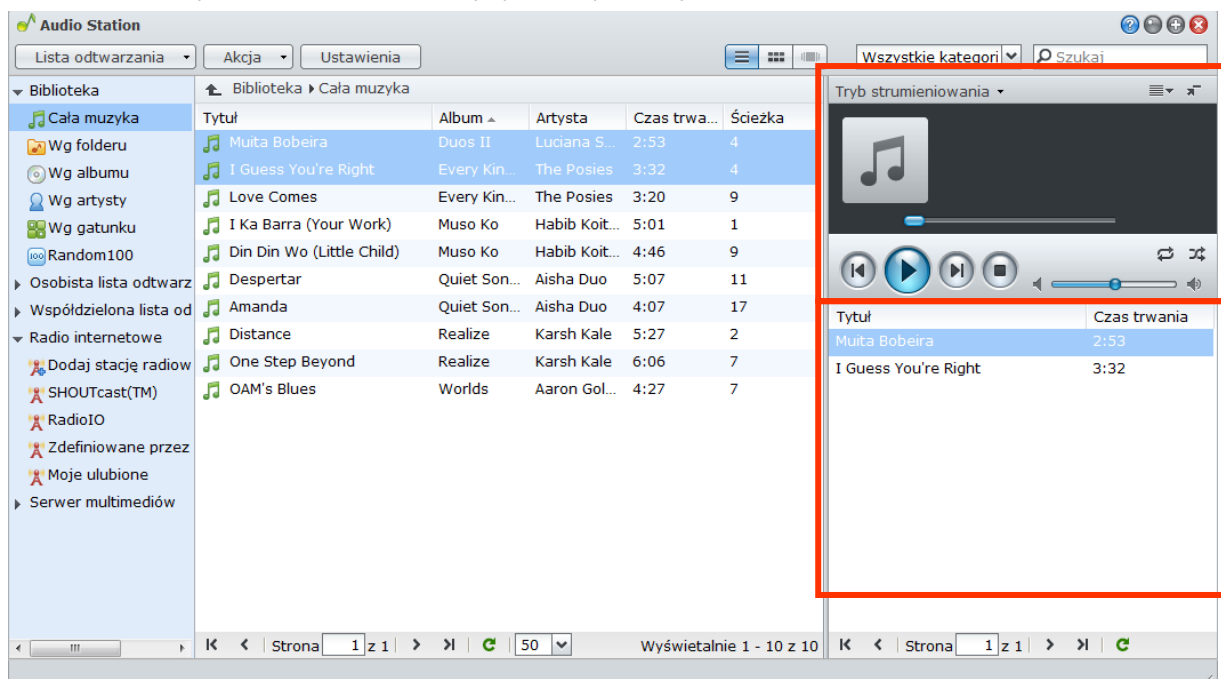 Audio Station
Lista odtwarzania Akcja Ustawienia Wszystkie kategori Szukaj
Biblioteka
Cała muzyka
Wg folderu
Wg albumu
Wg artysty
Wg gatunku
100 Random100
Osobista lista odtwarz
Współdzielona lista od
Radio internetowe
Dodaj stację radiow
SHOUTcast(TM)
RadioIO
Zdefiniowane przez
Moje ulubione
Serwer multimediów
Biblioteka Cała muzyka
Tytuł Album Artysta Czas trwa... Ścieżka
Muita Bobeira Duos II Luciana S... 2:53 4
I Guess You're Right Every Kin... The Posies 3:32 4
Love Comes Every Kin... The Posies 3:20 9
I Ka Barra (Your Work) Muso Ko Habib Koit... 5:01 1
Din Din Wo (Little Child) Muso Ko Habib Koit... 4:46 9
Despertar Quiet Son... Aisha Duo 5:07 11
Amanda Quiet Son... Aisha Duo 4:07 17
Distance Realize Karsh Kale 5:27 2
One Step Beyond Realize Karsh Kale 6:06 7
OAM's Blues Worlds Aaron Gol... 4:27 7
Strona 1 z 1 50 Wyświetalnie 1 - 10 z 10
Tryb strumieniowania
Tytuł Czas trwania
Muita Bobeira 2:53
I Guess You're Right 3:32
Strona 1 z 1